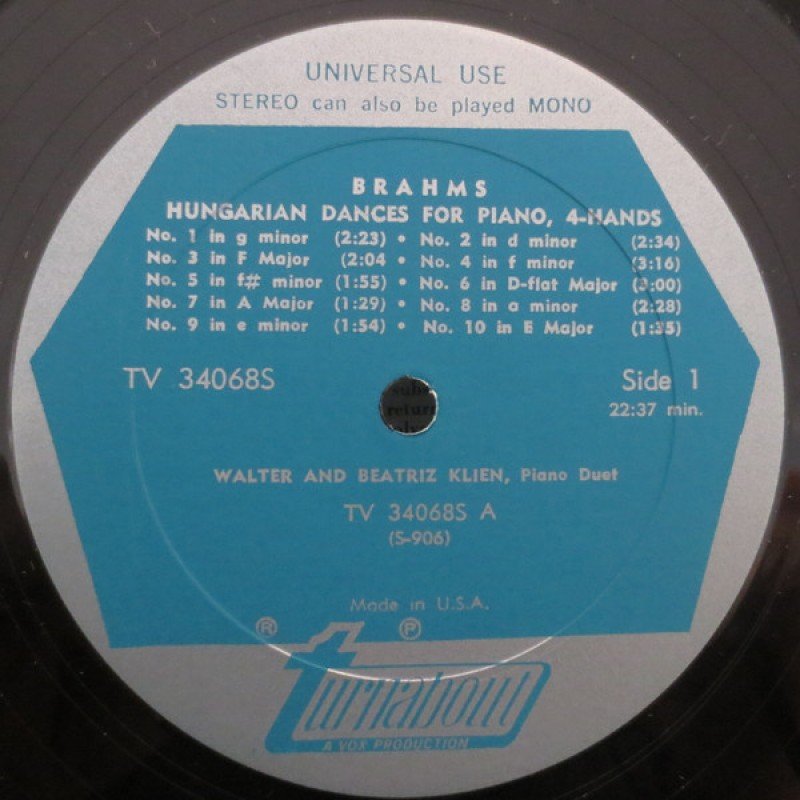 UNIVERSAL USE
STEREO can also be played MONO
BRAHMS
HUNGARIAN DANCES FOR PIANO, 4-HANDS
No. 1 in g minor (2:23) • No. 2 in d minor (2:34)
No. 3 in F Major (2:04 • No. 4 in f minor (3:16)
No. 5 in f# minor (1:55) • No. 6 in D-flat Major (3:00)
No. 7 in A Major (1:29) • No. 8 in a minor (2:28)
No. 9 in e minor (1:54) • No. 10 in E Major (1:35)
TV 34068S Side 1
22:37 min.
return
WALTER AND BEATRIZ KLIEN, Piano Duet
TV 34068S A
(S-906)
Made in U.S.A.
® ℗
turnabout
A VOX PRODUCTION